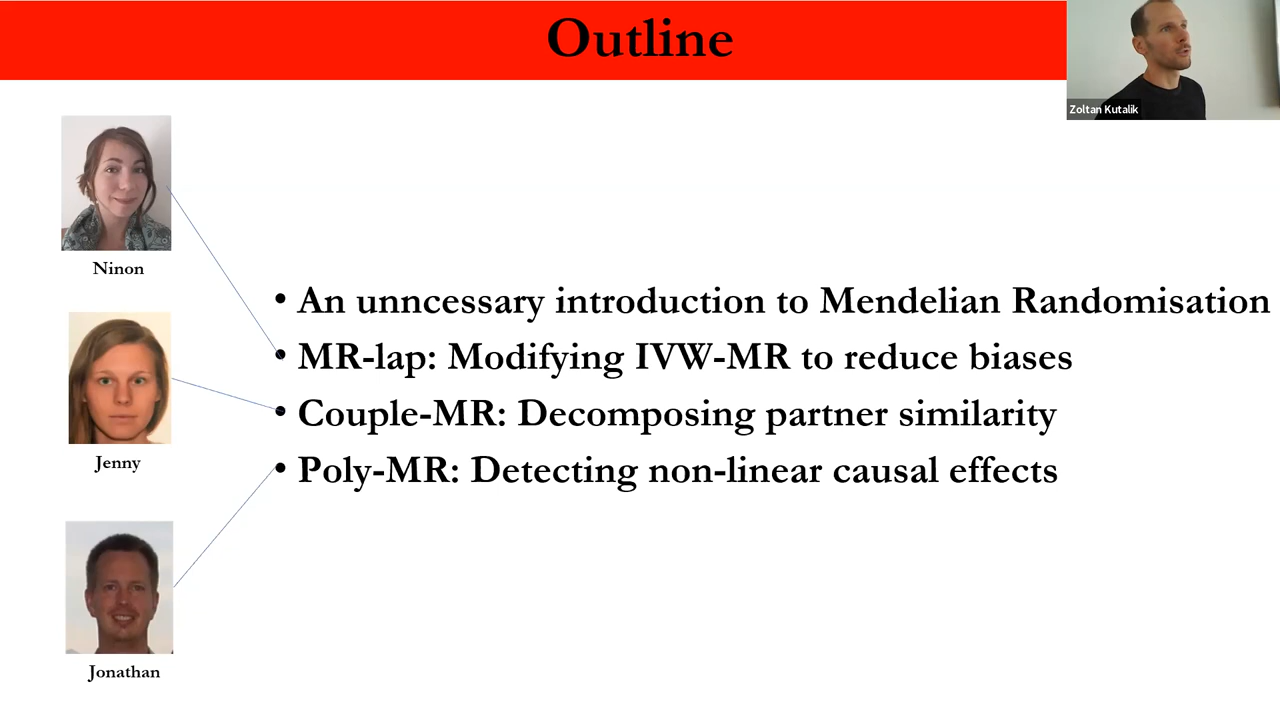 Outline
Zoltan Kutalik
Ninon
Jenny
Jonathan
• An unncessary introduction to Mendelian Randomisation
• MR-lap: Modifying IVW-MR to reduce biases
• Couple-MR: Decomposing partner similarity
• Poly-MR: Detecting non-linear causal effects